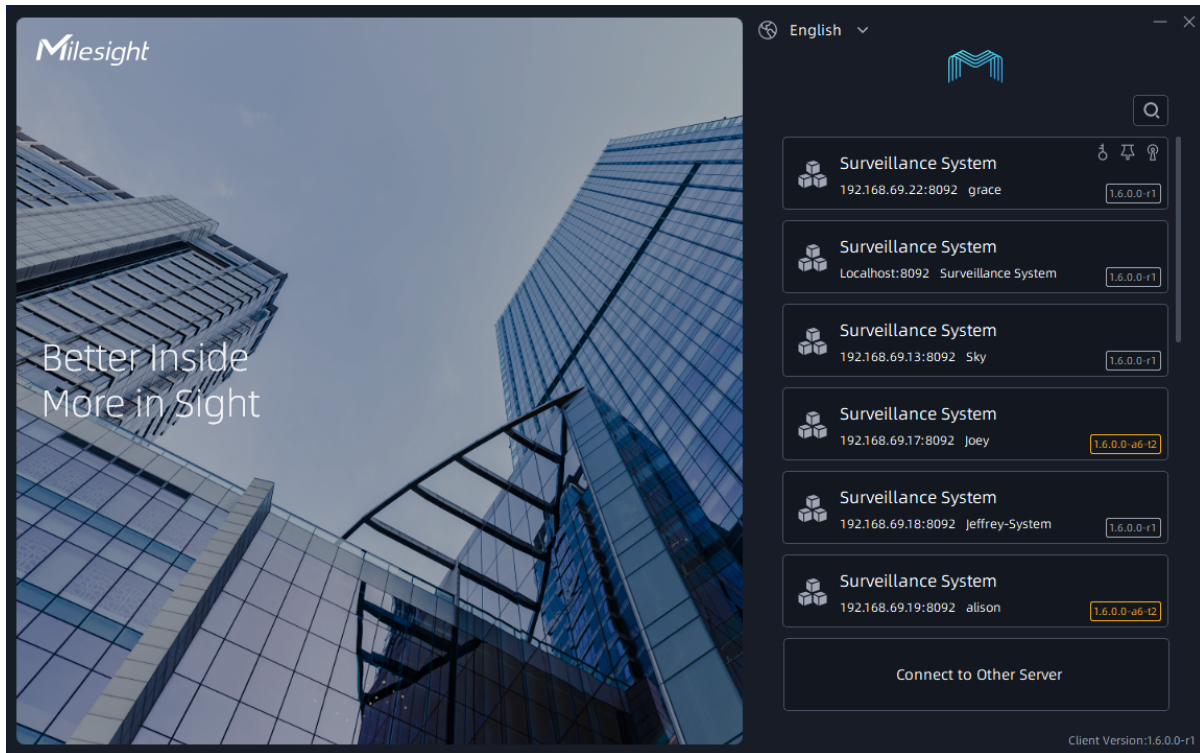 Milesight
Better Inside
More in Sight
English
Surveillance System
192.168.69.22:8092 grace
1.6.0.0-r1
Surveillance System
Localhost:8092 Surveillance System
1.6.0.0-r1
Surveillance System
192.168.69.13:8092 Sky
1.6.0.0-r1
Surveillance System
192.168.69.17:8092 Joey
1.6.0.0-a6-t2
Surveillance System
192.168.69.18:8092 Jeffrey-System
1.6.0.0-r1
Surveillance System
192.168.69.19:8092 alison
1.6.0.0-a6-t2
Connect to Other Server
Client Version:1.6.0.0-r1